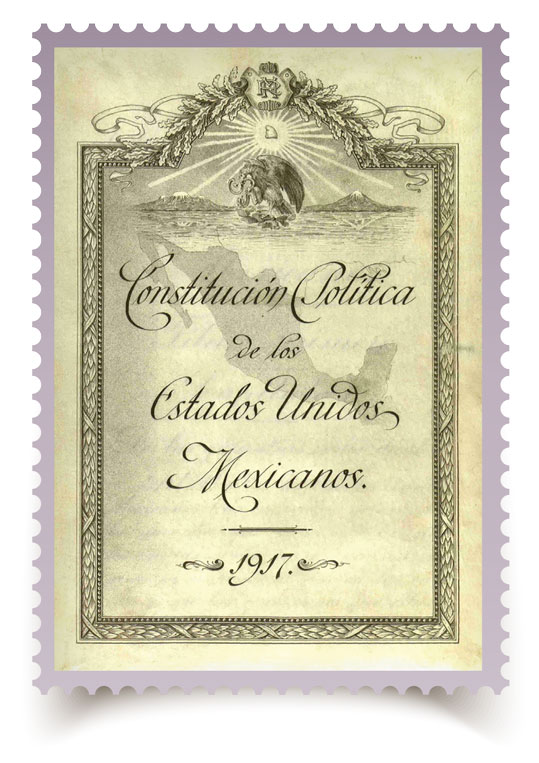 Constitución Política
de los
Estados Unidos
Mexicanos.
1917.